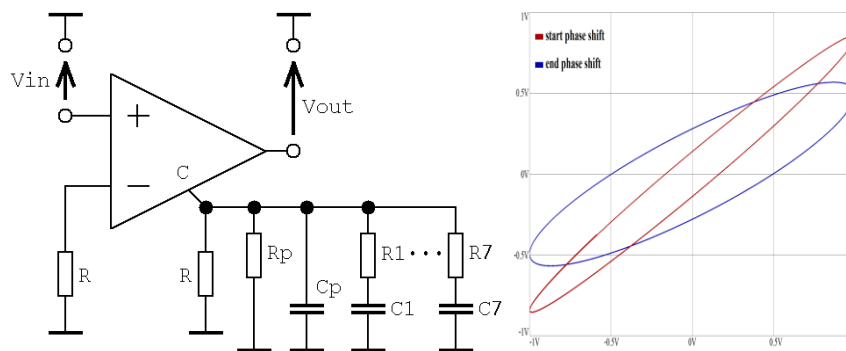 Vin
Vout
+
−
C
R
R
Rp
Cp
R1
C1
R7
C7
start phase shift
end phase shift
1V
0.5V
0V
-0.5V
-1V
-1V
-0.5V
0V
0.5V